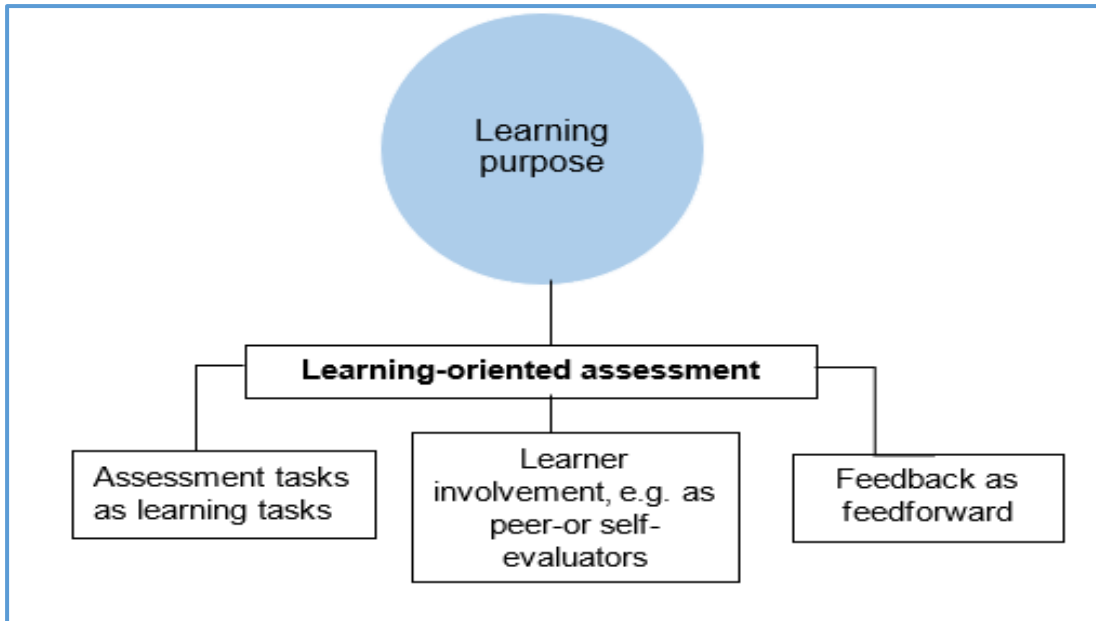 Learning
purpose
Learning-oriented assessment
Assessment tasks
as learning tasks
Learner
involvement, e.g. as
peer-or self-
evaluators
Feedback as
feedforward